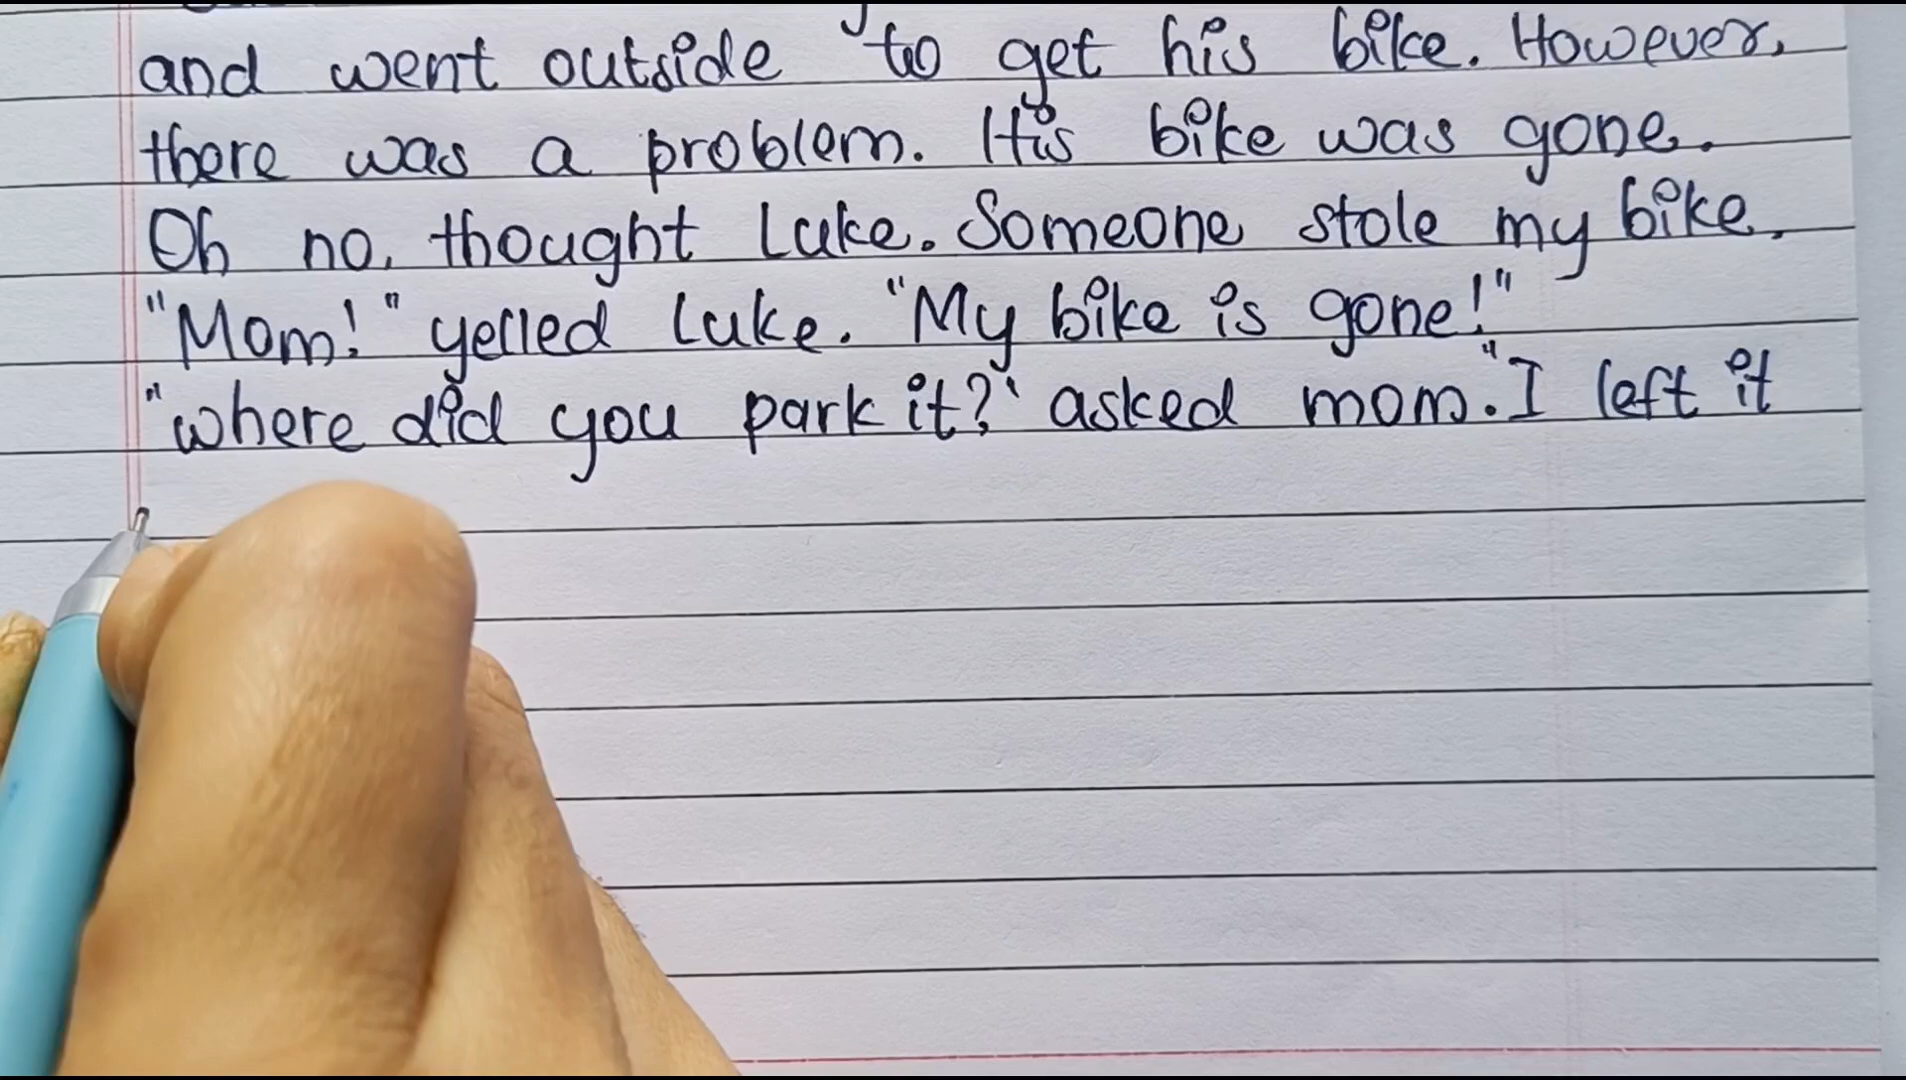 and went outside to get his bike. However,
there was a problem. His bike was gone.
Oh no, thought Luke. Someone stole my bike.
"Mom!" yelled Luke. "My bike is gone!"
"where did you park it?' asked mom."I left it